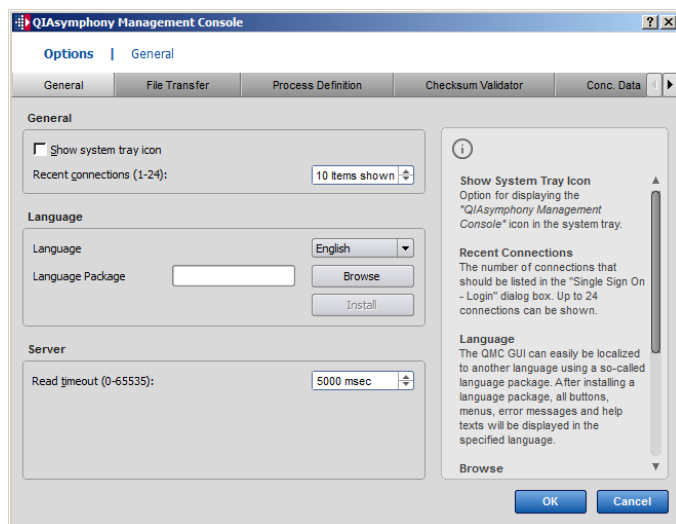 QIAsymphony Management Console
Options | General
General
File Transfer
Process Definition
Checksum Validator
Conc. Data
General
Show system tray icon
Recent connections (1-24):
10 Items shown
Language
Language
English
Language Package
Browse
Install
Server
Read timeout (0-65535):
5000 msec
Show System Tray Icon
Option for displaying the
"QIAsymphony Management
Console" icon in the system tray.
Recent Connections
The number of connections that
should be listed in the "Single Sign On
- Login" dialog box. Up to 24
connections can be shown.
Language
The QMC GUI can easily be localized
to another language using a so-called
language package. After installing a
language package, all buttons,
menus, error messages and help
texts will be displayed in the
specified language.
Browse
OK
Cancel